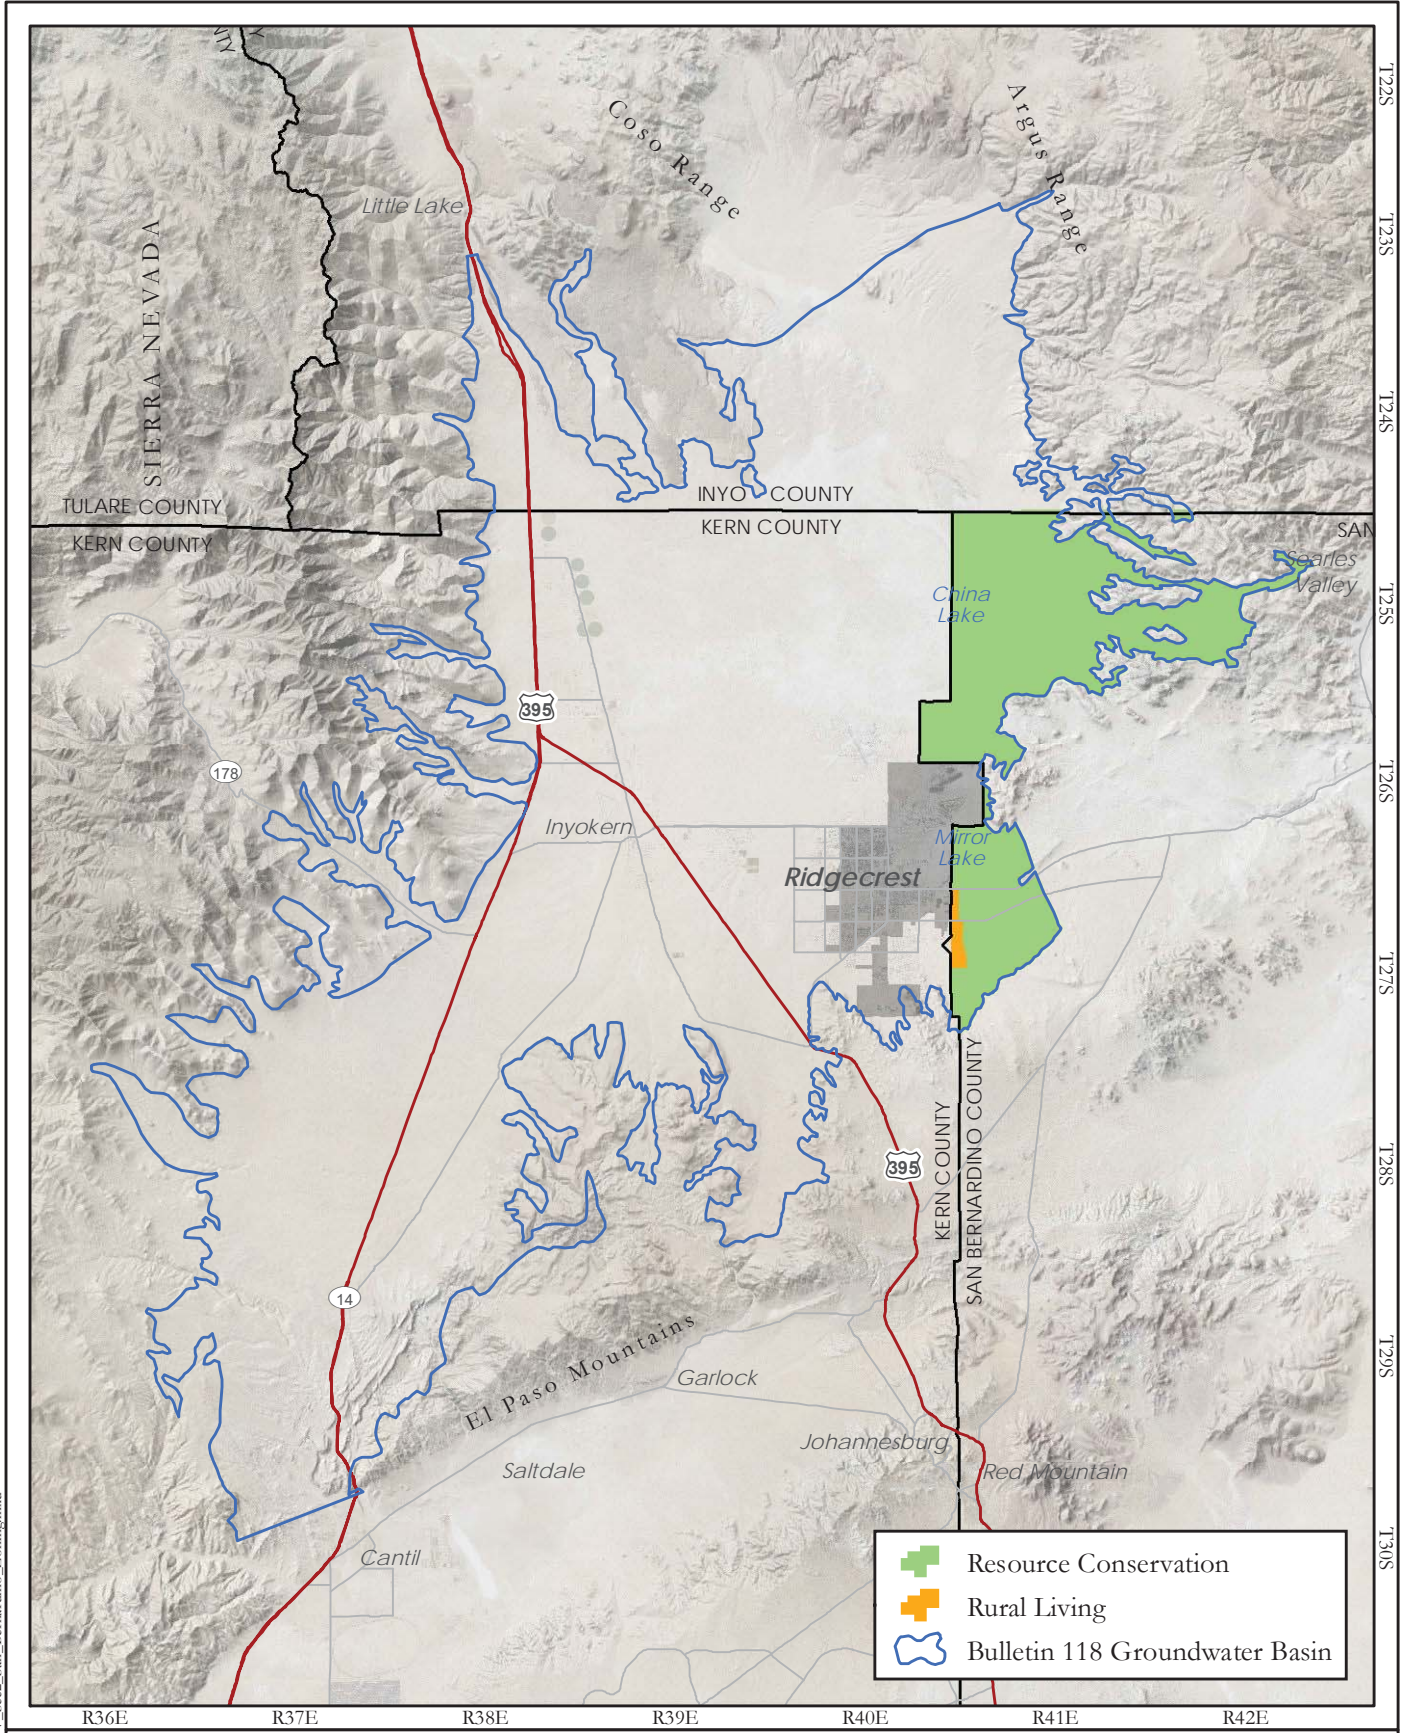 NTY
Y
Coso Range
Argus Range
T22S
Little Lake
T23S
SIERRA NEVADA
T24S
TULARE COUNTY
INYO COUNTY
KERN COUNTY
KERN COUNTY
SAN
Searles
Valley
China
Lake
T25S
395
178
T26S
Inyokern
Mirror
Lake
Ridgecrest
T27S
KERN COUNTY
SAN BERNARDINO COUNTY
395
T28S
14
El Paso Mountains
T29S
Garlock
Johannesburg
Saltdale
Red Mountain
Cantil
T30S
Resource Conservation
Rural Living
Bulletin 118 Groundwater Basin
R36E
R37E
R38E
R39E
R40E
R41E
R42E